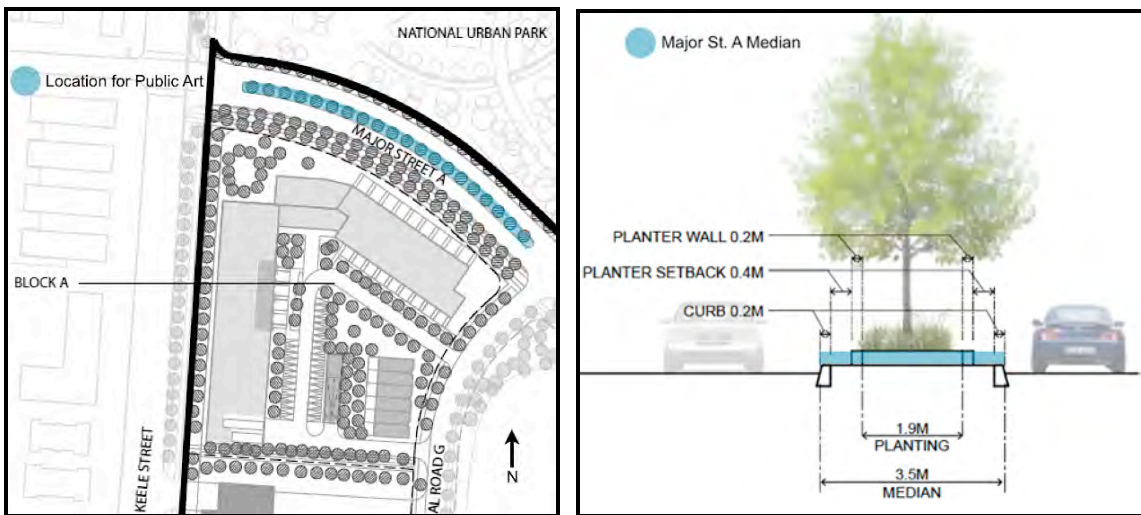 NATIONAL URBAN PARK
Location for Public Art
MAJOR STREET A
BLOCK A
KEELE STREET
AL ROAD G
N
Major St. A Median
PLANTER WALL 0.2M
PLANTER SETBACK 0.4M
CURB 0.2M
1.9M
PLANTING
3.5M
MEDIAN